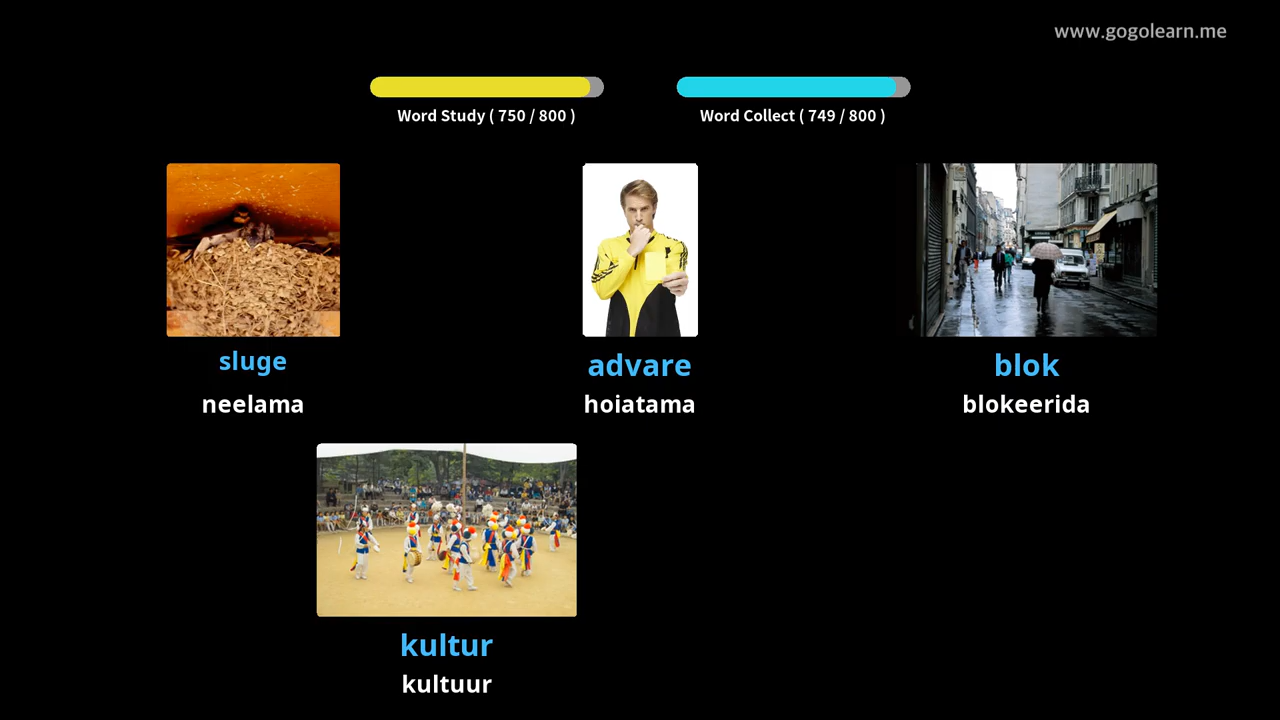 www.gogolearn.me
Word Study ( 750 / 800 )
Word Collect ( 749 / 800 )
sluge
neelama
advare
hoiatama
blok
blokeerida
kultur
kultuur